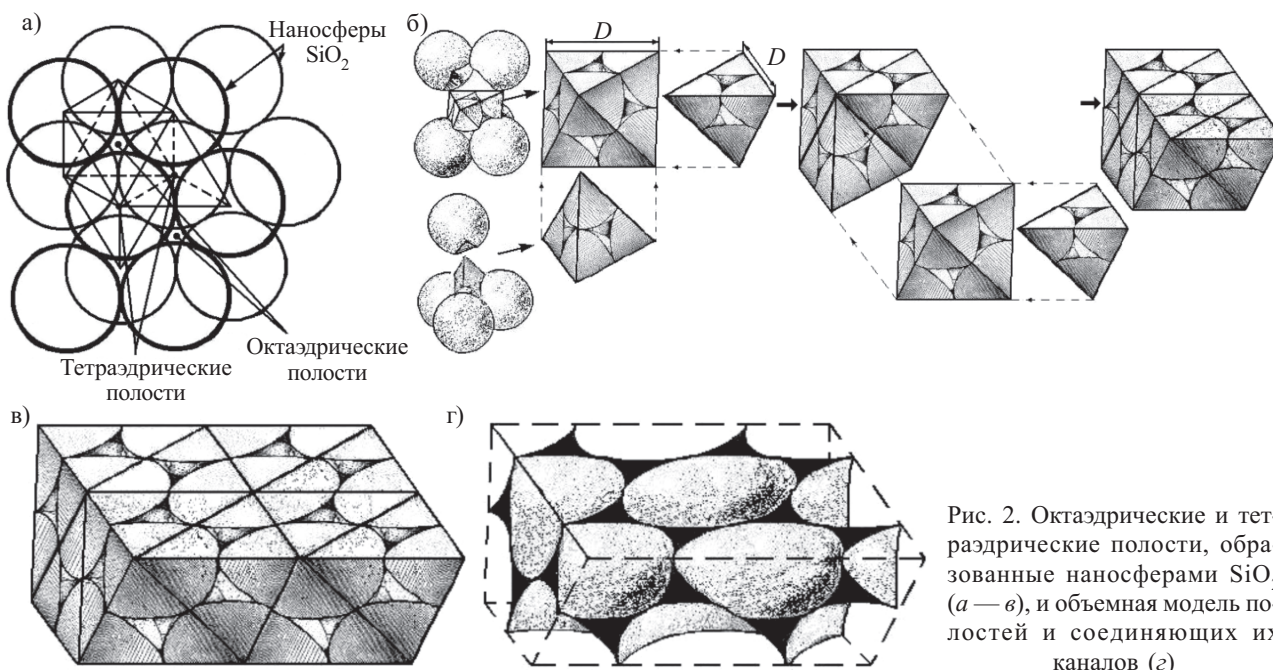 а)
Наносферы
SiO2
Тетраэдрические
полости
Октаэдрические
полости
б)
D
D
в)
г)
Рис. 2. Октаэдрические и тет-
раэдрические полости, обра-
зованные наносферами SiO2
(а — в), и объемная модель по-
лостей и соединяющих их
каналов (г)